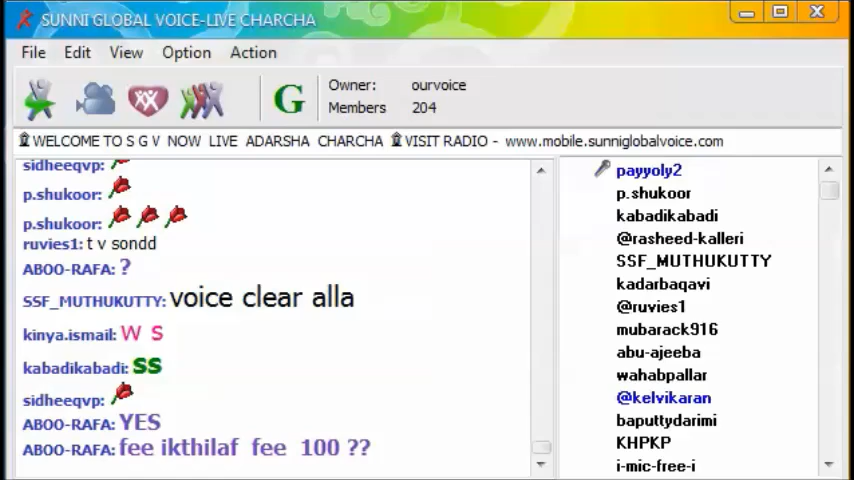 SUNNI GLOBAL VOICE-LIVE CHARCHA
File Edit View Option Action
G
Owner: ourvoice
Members 204
WELCOME TO S G V NOW LIVE ADARSHA CHARCHA VISIT RADIO - www.mobile.sunniglobalvoice.com
sidheeqvp:
p.shukoor:
p.shukoor:
ruvies1: t v sondd
ABOO-RAFA: ?
SSF_MUTHUKUTTY: voice clear alla
kinya.ismail: W S
kabadikabadi: SS
sidheeqvp:
ABOO-RAFA: YES
ABOO-RAFA: fee ikthilaf fee 100 ??
payyoly2
p.shukoor
kabadikabadi
@rasheed-kalleri
SSF_MUTHUKUTTY
kadarbaqavi
@ruvies1
mubarack916
abu-ajeeba
wahabpallar
@kelvikaran
baputtydarimi
KHPKP
i-mic-free-i